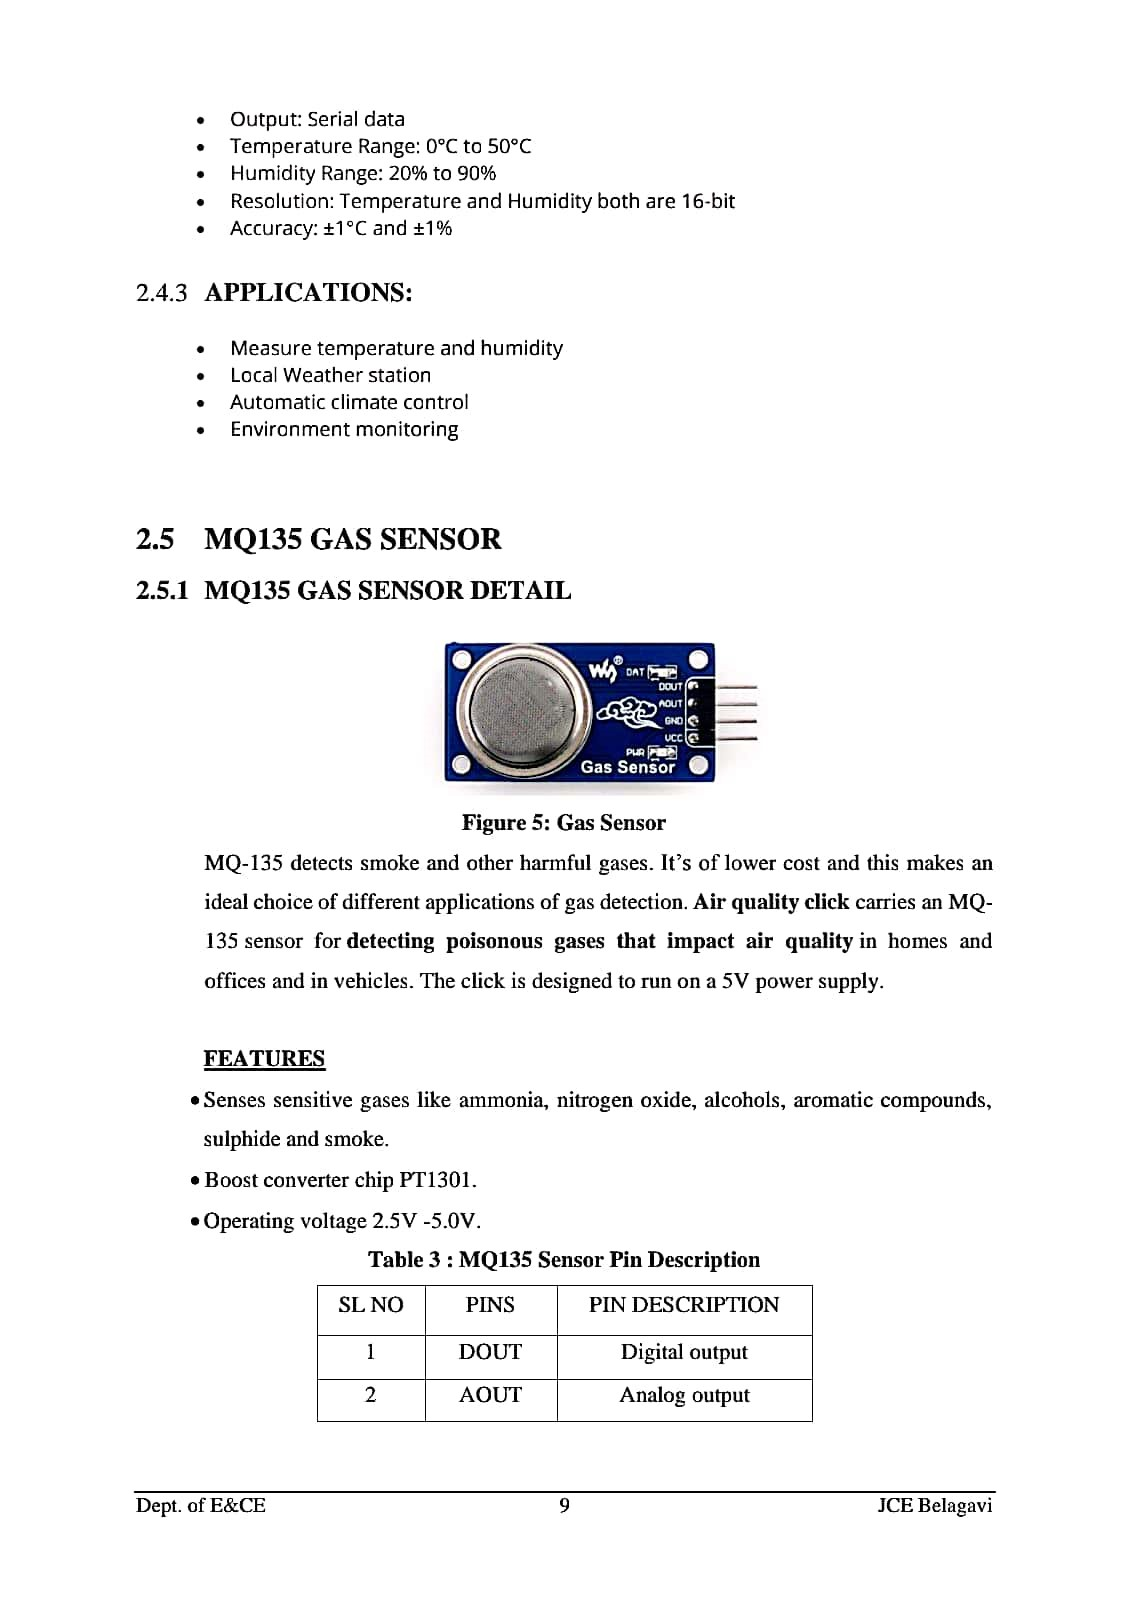 • Output: Serial data
• Temperature Range: 0°C to 50°C
• Humidity Range: 20% to 90%
• Resolution: Temperature and Humidity both are 16-bit
• Accuracy: ±1°C and ±1%
2.4.3 APPLICATIONS:
• Measure temperature and humidity
• Local Weather station
• Automatic climate control
• Environment monitoring
2.5 MQ135 GAS SENSOR
2.5.1 MQ135 GAS SENSOR DETAIL
DAT
DOUT
AOUT
GND
VCC
PWR
Gas Sensor
Figure 5: Gas Sensor
MQ-135 detects smoke and other harmful gases. It’s of lower cost and this makes an
ideal choice of different applications of gas detection. Air quality click carries an MQ-
135 sensor for detecting poisonous gases that impact air quality in homes and
offices and in vehicles. The click is designed to run on a 5V power supply.
FEATURES
• Senses sensitive gases like ammonia, nitrogen oxide, alcohols, aromatic compounds,
sulphide and smoke.
• Boost converter chip PT1301.
• Operating voltage 2.5V -5.0V.
Table 3 : MQ135 Sensor Pin Description
SL NO PINS PIN DESCRIPTION
1 DOUT Digital output
2 AOUT Analog output
Dept. of E&CE 9 JCE Belagavi